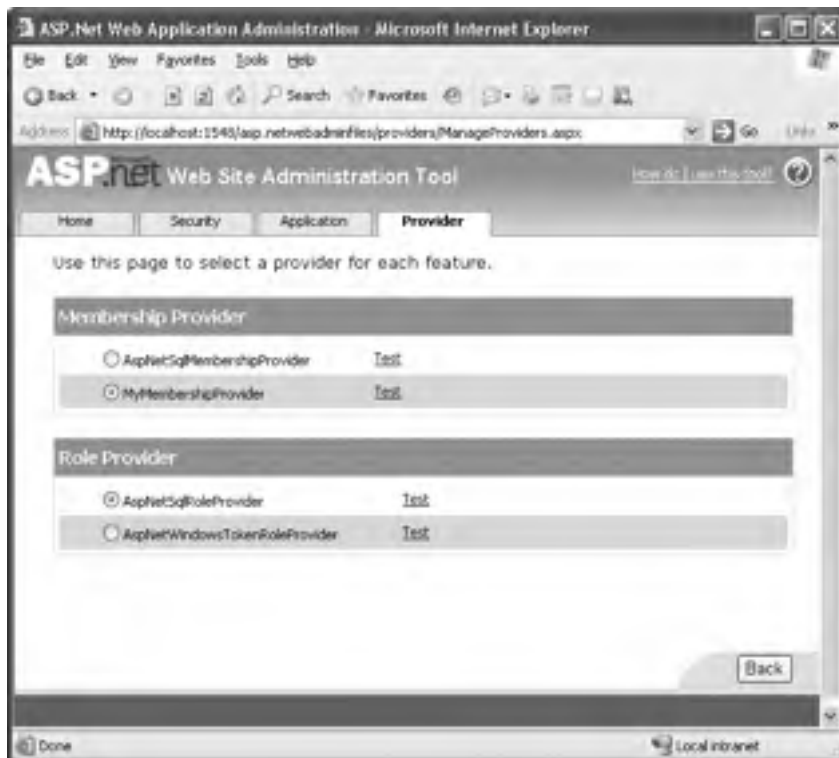 ASP.Net Web Application Administration - Microsoft Internet Explorer
File Edit View Favorites Tools Help
Back Search Favorites
Address http://localhost:1548/asp.netwebadminfiles/providers/ManageProviders.aspx Go Links »
ASP.net Web Site Administration Tool How do I use this tool? ?
Home Security Application Provider
Use this page to select a provider for each feature.
Membership Provider
AspNetSqlMembershipProvider Test
MyMembershipProvider Test
Role Provider
AspNetSqlRoleProvider Test
AspNetWindowsTokenRoleProvider Test
Back
Done Local intranet